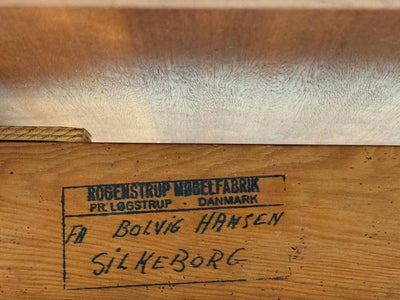 ROGENSTRUP MØBELFABRIK
PR. LØGSTRUP · DANMARK
FA BOLVIG HANSEN
SILKEBORG